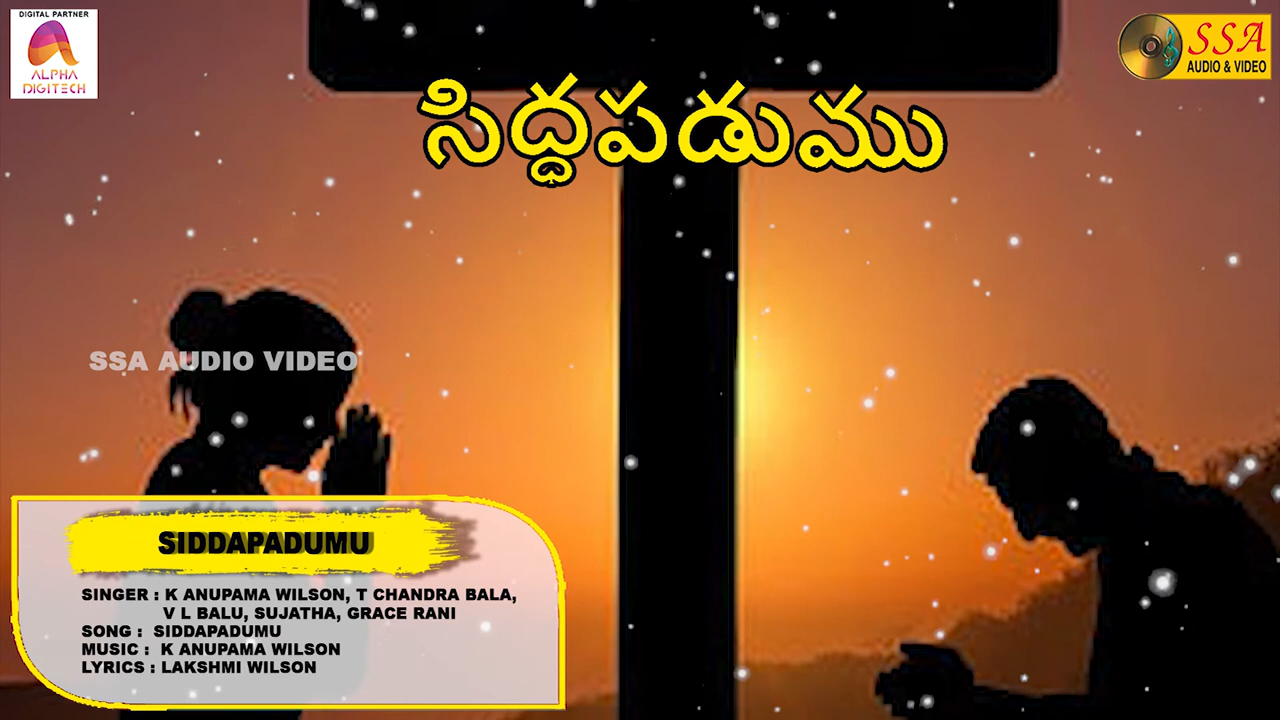 DIGITAL PARTNER
ALPHA
DIGITECH
SSA
AUDIO & VIDEO
సిద్ధపడుము
SSA AUDIO VIDEO
SIDDAPADUMU
SINGER : K ANUPAMA WILSON, T CHANDRA BALA,
V L BALU, SUJATHA, GRACE RANI
SONG : SIDDAPADUMU
MUSIC : K ANUPAMA WILSON
LYRICS : LAKSHMI WILSON